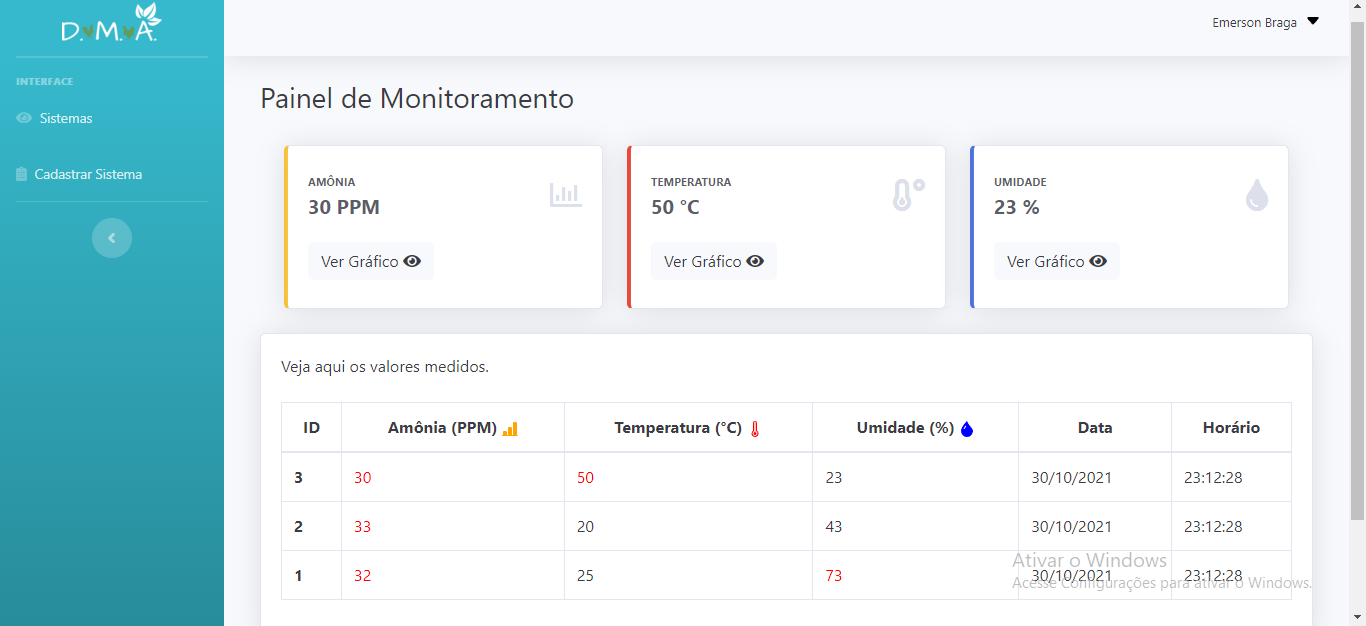 D.M.A.
Emerson Braga
INTERFACE
Sistemas
Cadastrar Sistema
Painel de Monitoramento
AMÔNIA
30 PPM
Ver Gráfico
TEMPERATURA
50 °C
Ver Gráfico
UMIDADE
23 %
Ver Gráfico
Veja aqui os valores medidos.
ID Amônia (PPM) Temperatura (°C) Umidade (%) Data Horário
3 30 50 23 30/10/2021 23:12:28
2 33 20 43 30/10/2021 23:12:28
1 32 25 73 30/10/2021 23:12:28
Ativar o Windows
Acesse Configurações para ativar o Windows.